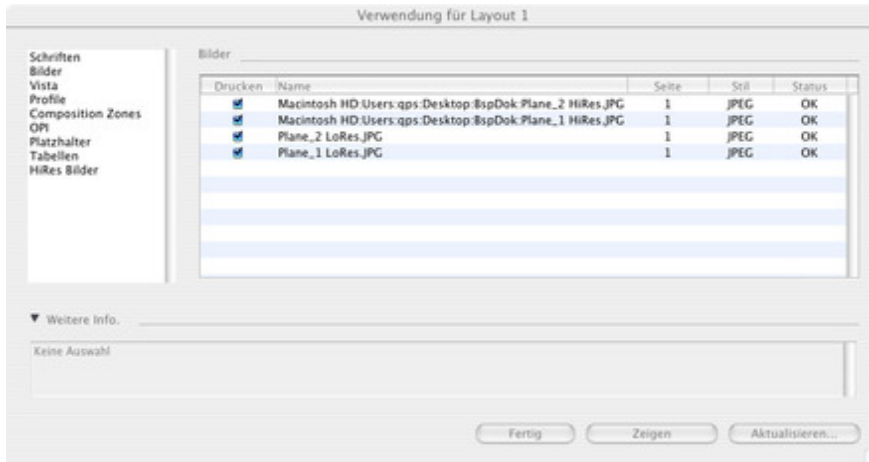 Verwendung für Layout 1
Schriften
Bilder
Vista
Profile
Composition Zones
OPI
Platzhalter
Tabellen
HiRes Bilder
Bilder
Drucken Name Seite Stil Status
Macintosh HD:Users:qps:Desktop:BspDok:Plane_2 HiRes.JPG 1 JPEG OK
Macintosh HD:Users:qps:Desktop:BspDok:Plane_1 HiRes.JPG 1 JPEG OK
Plane_2 LoRes.JPG 1 JPEG OK
Plane_1 LoRes.JPG 1 JPEG OK
Weitere Info.
Keine Auswahl
Fertig Zeigen Aktualisieren...